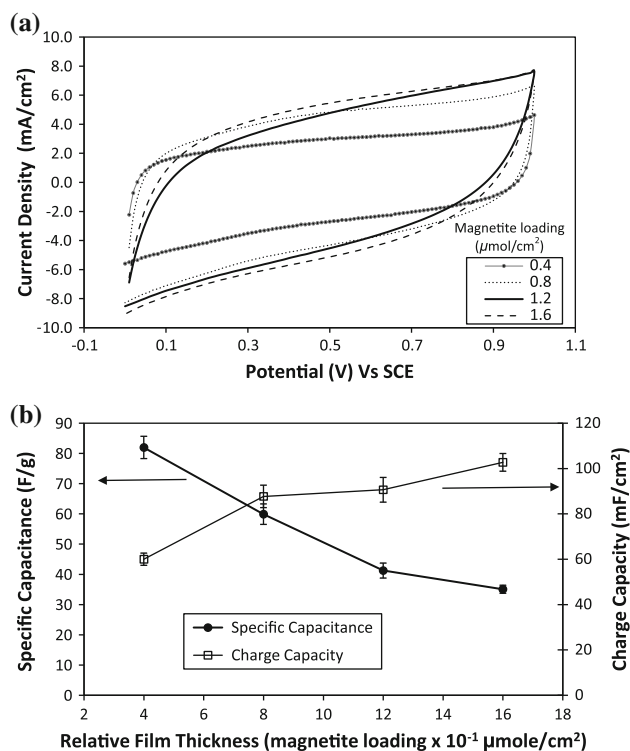 (a)
10.0
8.0
6.0
4.0
2.0
0.0
-2.0
-4.0
-6.0
-8.0
-10.0
Current Density (mA/cm²)
-0.1 0.1 0.3 0.5 0.7 0.9 1.1
Potential (V) Vs SCE
Magnetite loading
(µmol/cm²)
0.4
0.8
1.2
1.6
(b)
90
80
70
60
50
40
30
20
10
0
Specific Capacitance (F/g)
120
100
80
60
40
20
0
Charge Capacity (mF/cm²)
Specific Capacitance
Charge Capacity
2 4 6 8 10 12 14 16 18
Relative Film Thickness (magnetite loading x 10⁻¹ µmole/cm²)